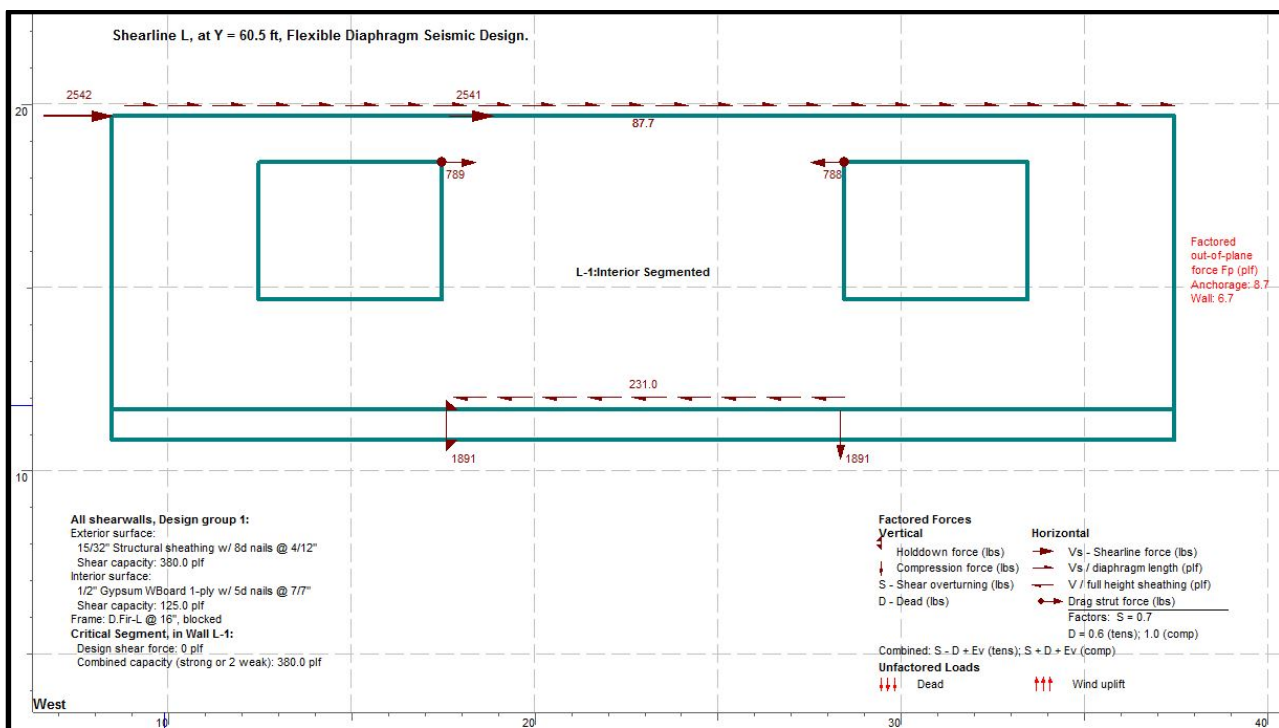 Shearline L, at Y = 60.5 ft, Flexible Diaphragm Seismic Design.
2542
2541
20
87.7
789
788
L-1:Interior Segmented
Factored
out-of-plane
force Fp (plf)
Anchorage: 8.7
Wall: 6.7
231.0
1891
1891
10
All shearwalls, Design group 1:
Exterior surface:
15/32" Structural sheathing w/ 8d nails @ 4/12"
Shear capacity: 380.0 plf
Interior surface:
1/2" Gypsum WBoard 1-ply w/ 5d nails @ 7/7"
Shear capacity: 125.0 plf
Frame: D.Fir-L @ 16", blocked
Critical Segment, in Wall L-1:
Design shear force: 0 plf
Combined capacity (strong or 2 weak): 380.0 plf
Factored Forces
Vertical
Holddown force (lbs)
Compression force (lbs)
S - Shear overturning (lbs)
D - Dead (lbs)
Horizontal
Vs - Shearline force (lbs)
Vs / diaphragm length (plf)
V / full height sheathing (plf)
Drag strut force (lbs)
Factors: S = 0.7
D = 0.6 (tens); 1.0 (comp)
Combined: S - D + Ev (tens); S + D + Ev (comp)
Unfactored Loads
Dead
Wind uplift
West
10
20
30
40